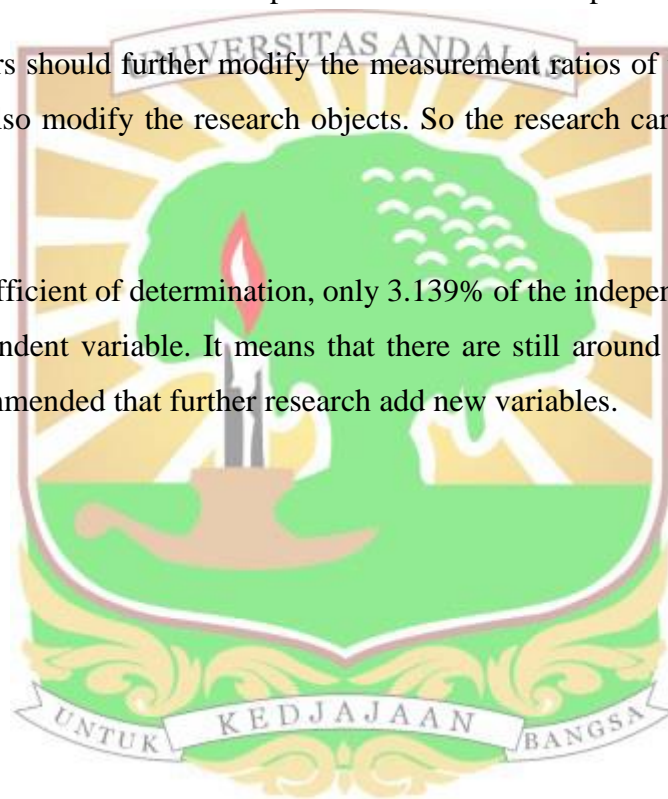 UNIVERSITAS ANDALAS
rs should further modify the measurement ratios of
lso modify the research objects. So the research can
fficient of determination, only 3.139% of the indepen
ndent variable. It means that there are still around
nmended that further research add new variables.
UNTUK KEDJAJAAN BANGSA